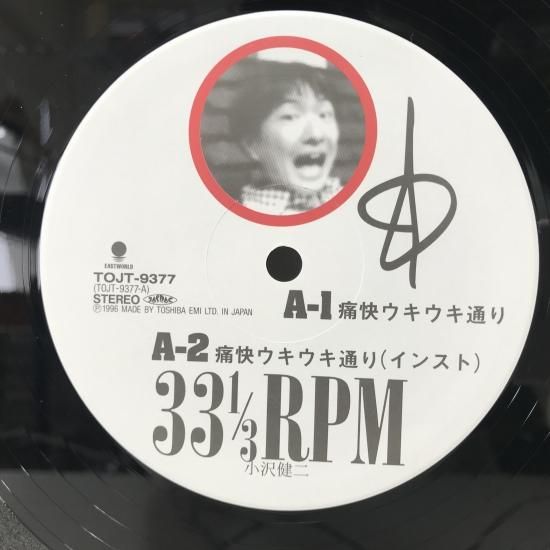 EASTWORLD
TOJT-9377
(TOJT-9377-A)
STEREO
℗1996 MADE BY TOSHIBA EMI LTD. IN JAPAN
A-1 痛快ウキウキ通り
A-2 痛快ウキウキ通り(インスト)
33 1/3 RPM
小沢健二